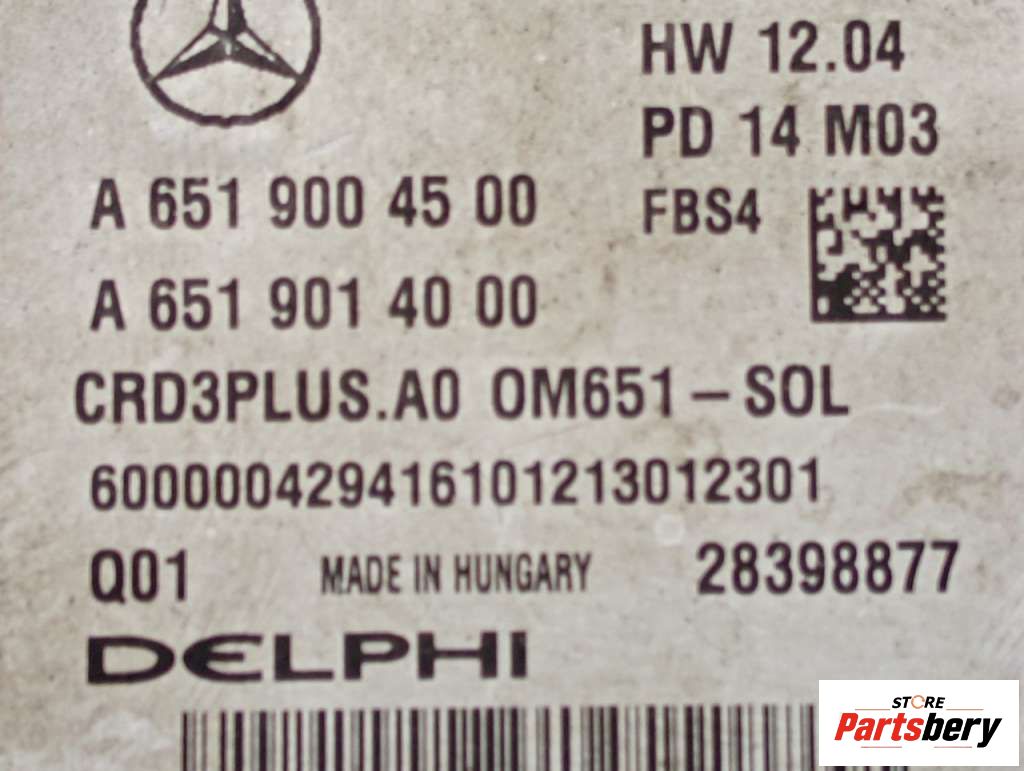 HW 12.04
PD 14 M03
A 651 900 45 00
FBS4
A 651 901 40 00
CRD3PLUS.A0 OM651-SOL
600000429416101213012301
Q01 MADE IN HUNGARY 28398877
DELPHI
STORE
Partsbery